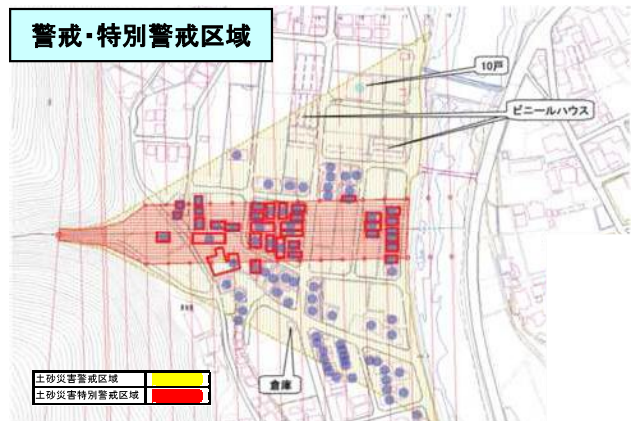 警戒・特別警戒区域
10戸
ビニールハウス
倉庫
土砂災害警戒区域
土砂災害特別警戒区域